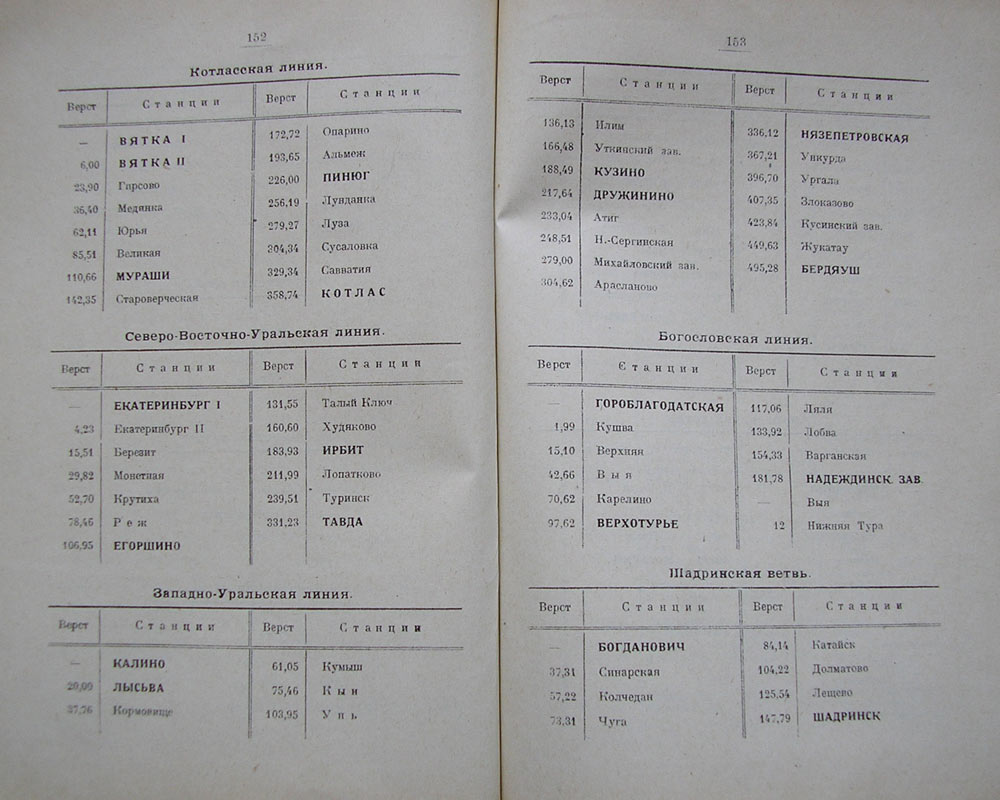 152
Котласская линия.
Верст Станции Верст Станции
— ВЯТКА I 172,72 Опарино
6,00 ВЯТКА II 193,65 Альмеж
23,90 Гирсово 226,00 ПИНЮГ
36,40 Медянка 256,19 Лунданка
62,11 Юрья 279,27 Луза
85,51 Великая 304,34 Сусаловка
110,66 МУРАШИ 329,34 Савватия
142,35 Староверческая 358,74 КОТЛАС
Северо-Восточно-Уральская линия.
Верст Станции Верст Станции
— ЕКАТЕРИНБУРГ I 131,55 Талый Ключ
4,23 Екатеринбург II 160,60 Худяково
15,51 Березит 183,93 ИРБИТ
29,82 Монетная 211,99 Лопатково
52,70 Крутиха 239,51 Туринск
78,46 Реж 331,23 ТАВДА
106,95 ЕГОРШИНО
Западно-Уральская линия.
Верст Станции Верст Станции
— КАЛИНО 61,05 Кумыш
20,09 ЛЫСЬВА 75,46 Кын
37,76 Кормовище 103,95 Унь
153
Верст Станции Верст Станции
136,13 Илим 336,12 НЯЗЕПЕТРОВСКАЯ
166,48 Уткинский зав. 367,21 Уникурда
188,49 КУЗИНО 396,70 Ургала
217,64 ДРУЖИНИНО 407,35 Злоказово
233,04 Атиг 423,84 Кусинский зав.
248,51 Н.-Сергинская 449,63 Жукатау
279,00 Михайловский зав. 495,28 БЕРДЯУШ
304,62 Арасланово
Богословская линия.
Верст Станции Верст Станции
— ГОРОБЛАГОДАТСКАЯ 117,06 Ляля
1,99 Кушва 133,92 Лобва
15,10 Верхняя 154,33 Варганская
42,66 Выя 181,78 НАДЕЖДИНСК. ЗАВ.
70,62 Карелино — Выя
97,62 ВЕРХОТУРЬЕ 12 Нижняя Тура
Шадринская ветвь.
Верст Станции Верст Станции
— БОГДАНОВИЧ 84,14 Катайск
37,31 Синарская 104,22 Долматово
57,22 Колчедан 125,54 Лещево
73,31 Чуга 147,79 ШАДРИНСК